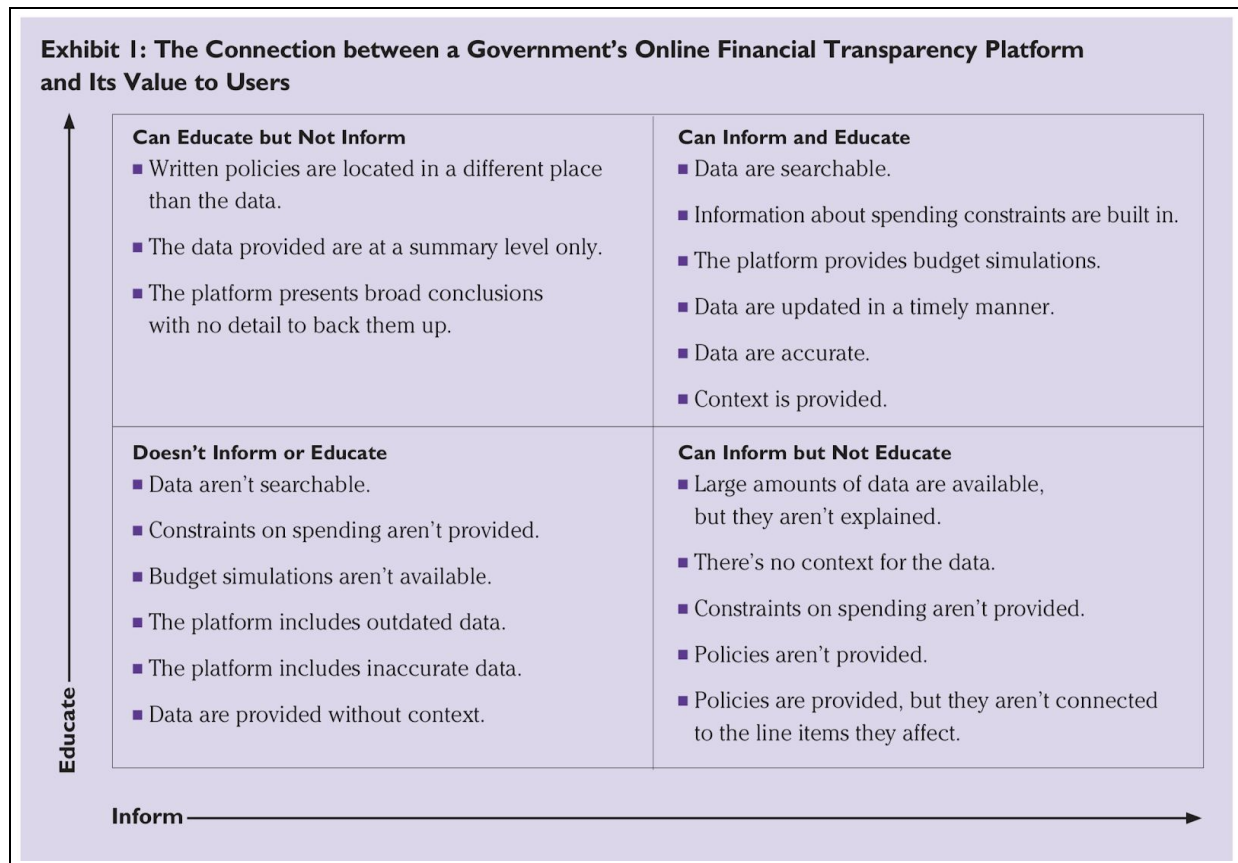 Exhibit 1: The Connection between a Government’s Online Financial Transparency Platform
and Its Value to Users
Can Educate but Not Inform
■ Written policies are located in a different place
than the data.
■ The data provided are at a summary level only.
■ The platform presents broad conclusions
with no detail to back them up.
Can Inform and Educate
■ Data are searchable.
■ Information about spending constraints are built in.
■ The platform provides budget simulations.
■ Data are updated in a timely manner.
■ Data are accurate.
■ Context is provided.
Doesn’t Inform or Educate
■ Data aren’t searchable.
■ Constraints on spending aren’t provided.
■ Budget simulations aren’t available.
■ The platform includes outdated data.
■ The platform includes inaccurate data.
■ Data are provided without context.
Can Inform but Not Educate
■ Large amounts of data are available,
but they aren’t explained.
■ There’s no context for the data.
■ Constraints on spending aren’t provided.
■ Policies aren’t provided.
■ Policies are provided, but they aren’t connected
to the line items they affect.
Educate
Inform